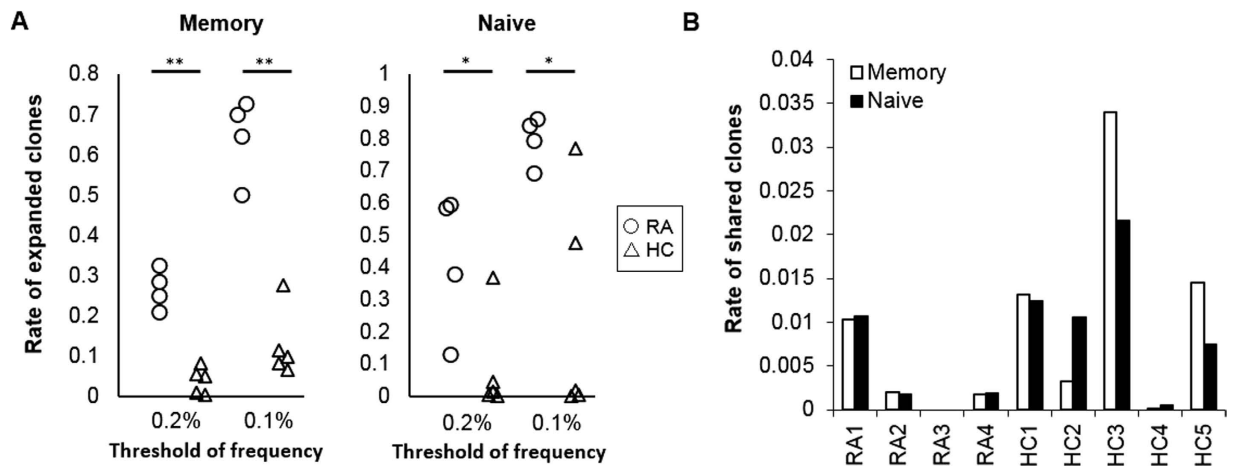 A
Memory
Naive
B
** **
* *
Rate of expanded clones
0.8
0.7
0.6
0.5
0.4
0.3
0.2
0.1
0
0.2% 0.1%
Threshold of frequency
1
0.9
0.8
0.7
0.6
0.5
0.4
0.3
0.2
0.1
0
0.2% 0.1%
Threshold of frequency
RA
HC
Rate of shared clones
0.04
0.035
0.03
0.025
0.02
0.015
0.01
0.005
0
Memory
Naive
RA1
RA2
RA3
RA4
HC1
HC2
HC3
HC4
HC5